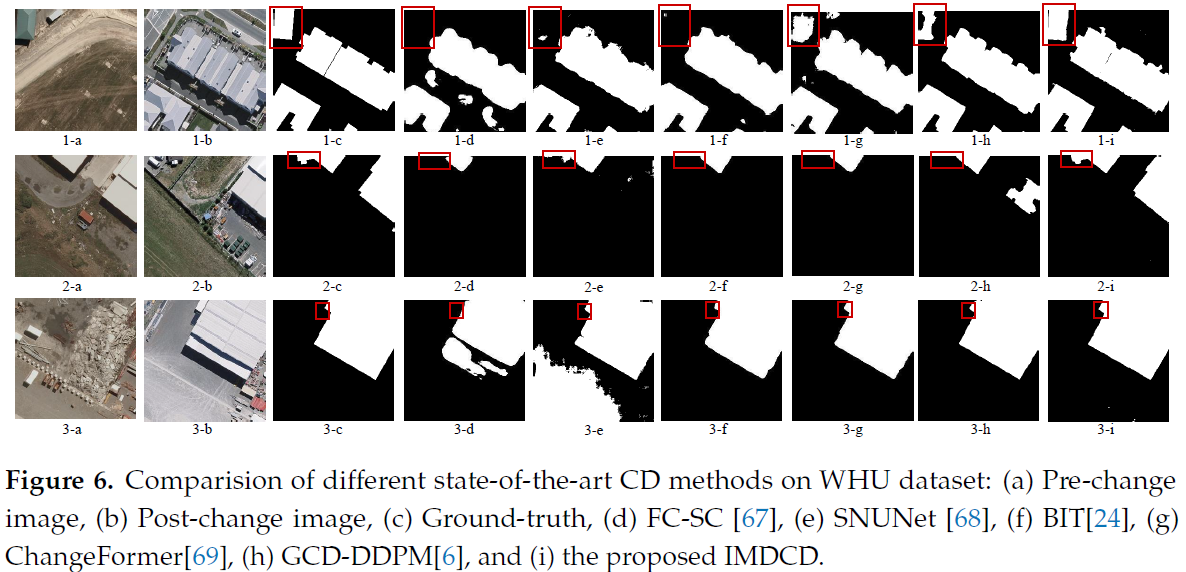 1-a 1-b 1-c 1-d 1-e 1-f 1-g 1-h 1-i
2-a 2-b 2-c 2-d 2-e 2-f 2-g 2-h 2-i
3-a 3-b 3-c 3-d 3-e 3-f 3-g 3-h 3-i
Figure 6. Comparision of different state-of-the-art CD methods on WHU dataset: (a) Pre-change
image, (b) Post-change image, (c) Ground-truth, (d) FC-SC [67], (e) SNUNet [68], (f) BIT[24], (g)
ChangeFormer[69], (h) GCD-DDPM[6], and (i) the proposed IMDCD.